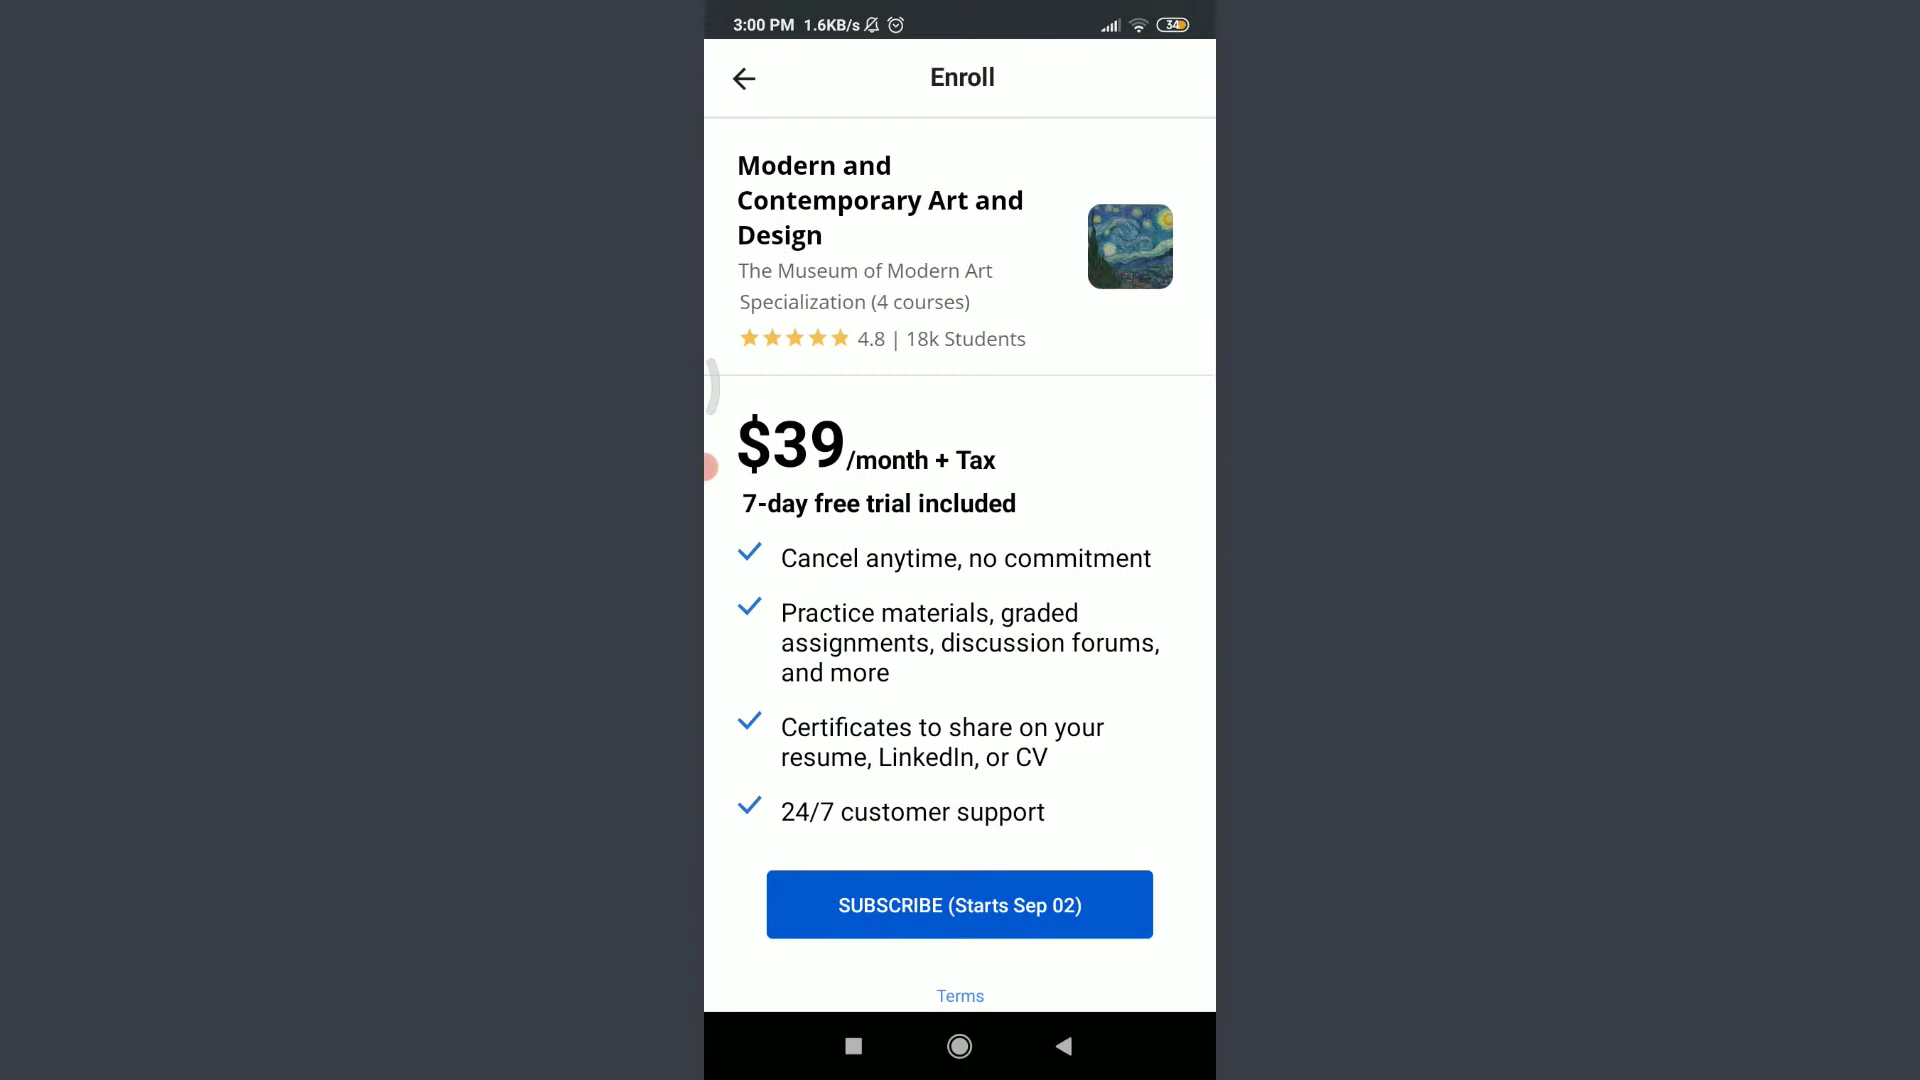 3:00 PM 1.6KB/s 34
Enroll
Modern and
Contemporary Art and
Design
The Museum of Modern Art
Specialization (4 courses)
4.8 | 18k Students
$39/month + Tax
7-day free trial included
Cancel anytime, no commitment
Practice materials, graded
assignments, discussion forums,
and more
Certificates to share on your
resume, LinkedIn, or CV
24/7 customer support
SUBSCRIBE (Starts Sep 02)
Terms